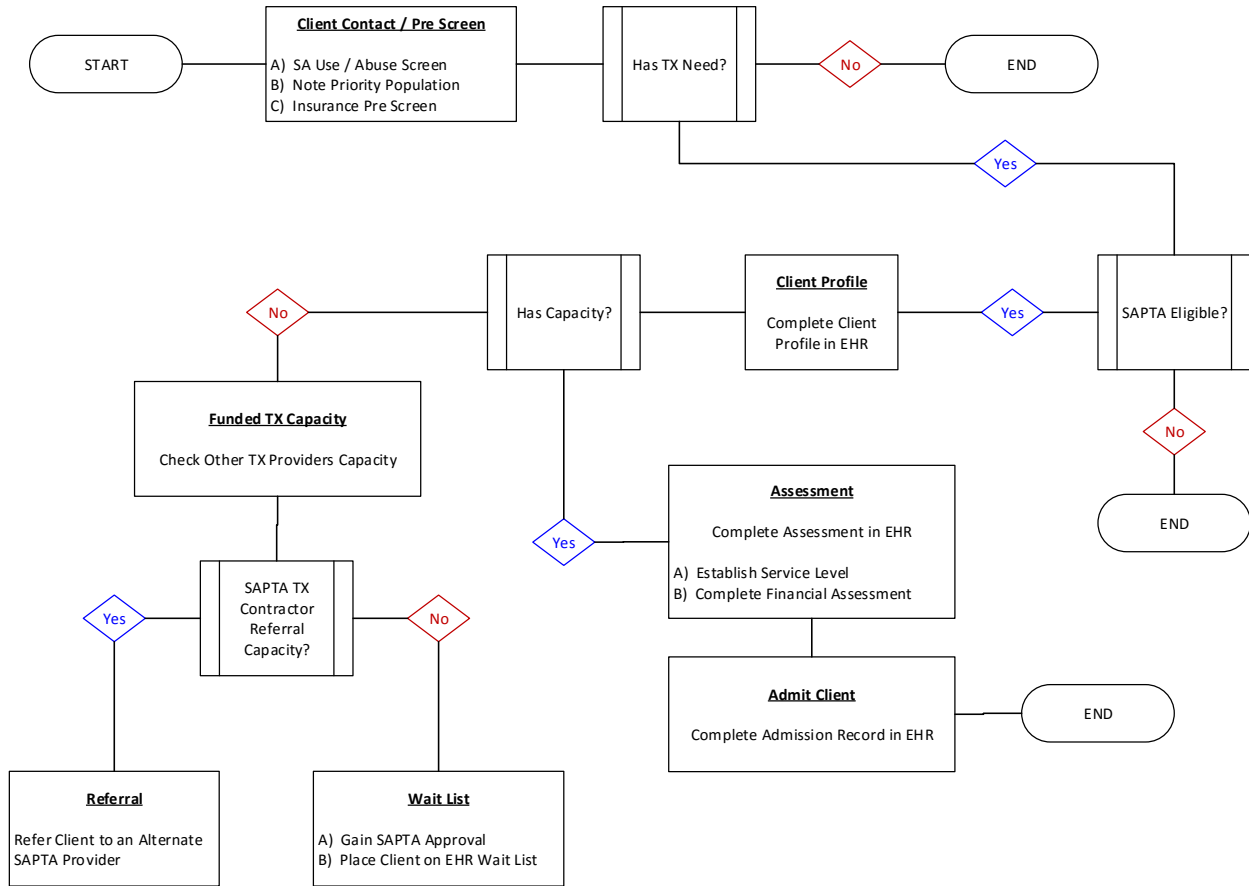 START
Client Contact / Pre Screen
A) SA Use / Abuse Screen
B) Note Priority Population
C) Insurance Pre Screen
Has TX Need?
No
END
Yes
SAPTA Eligible?
Yes
Client Profile
Complete Client
Profile in EHR
Has Capacity?
No
No
END
Funded TX Capacity
Check Other TX Providers Capacity
Yes
Assessment
Complete Assessment in EHR
A) Establish Service Level
B) Complete Financial Assessment
SAPTA TX
Contractor
Referral
Capacity?
Yes
No
Admit Client
Complete Admission Record in EHR
END
Referral
Refer Client to an Alternate
SAPTA Provider
Wait List
A) Gain SAPTA Approval
B) Place Client on EHR Wait List